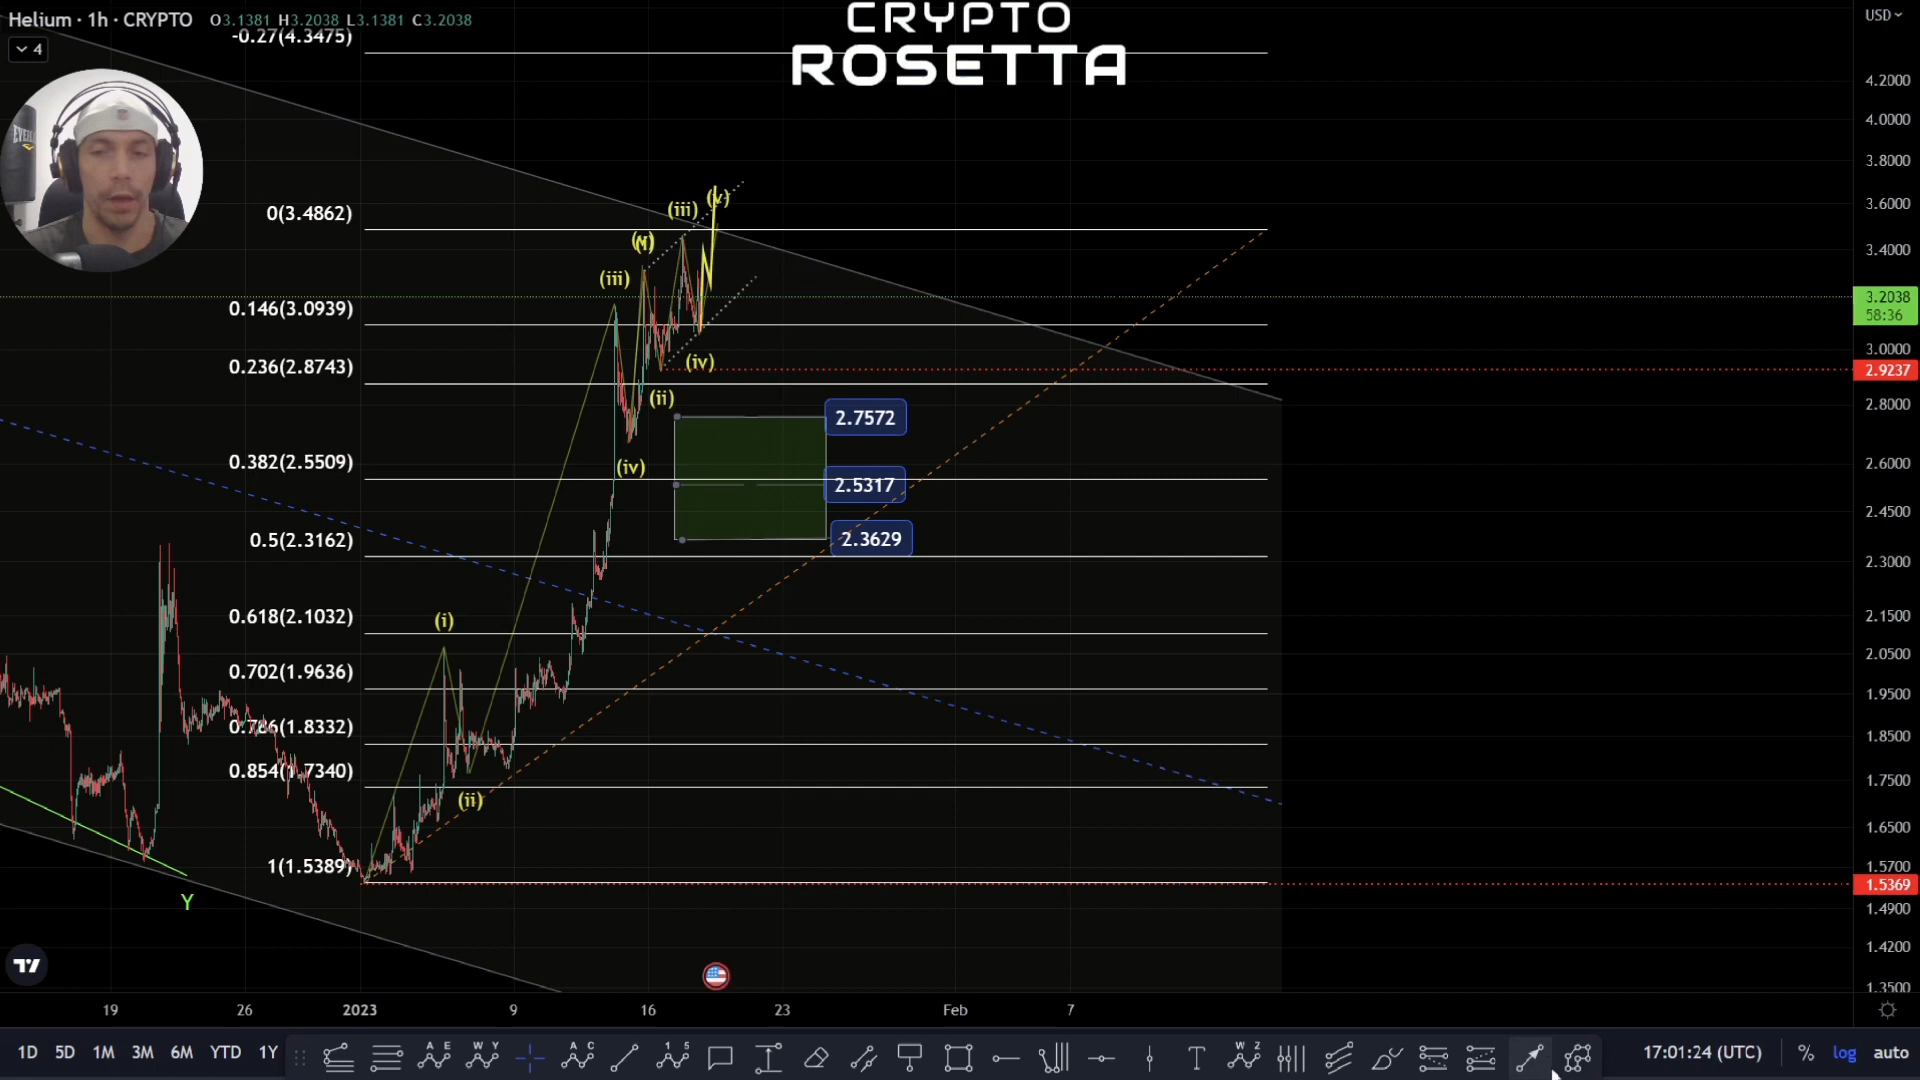 Helium · 1h · CRYPTO O3.1381 H3.2038 L3.1381 C3.2038
CRYPTO
ROSETTA
USD
4
-0.27(4.3475)
0(3.4862)
0.146(3.0939)
0.236(2.8743)
0.382(2.5509)
0.5(2.3162)
0.618(2.1032)
0.702(1.9636)
0.786(1.8332)
0.854(1.7340)
1(1.5389)
(i)
(ii)
(iii)
(iv)
(ii)
(iii)
(iv)
(v)
Y
2.7572
2.5317
2.3629
4.2000
4.0000
3.8000
3.6000
3.4000
3.2038
58:36
3.0000
2.9237
2.8000
2.6000
2.4500
2.3000
2.1500
2.0500
1.9500
1.8500
1.7500
1.6500
1.5700
1.5369
1.4900
1.4200
1.3500
19 26 2023 9 16 23 Feb 7
1D 5D 1M 3M 6M YTD 1Y
A E
W Y
A C
1 5
T
W Z
17:01:24 (UTC) % log auto